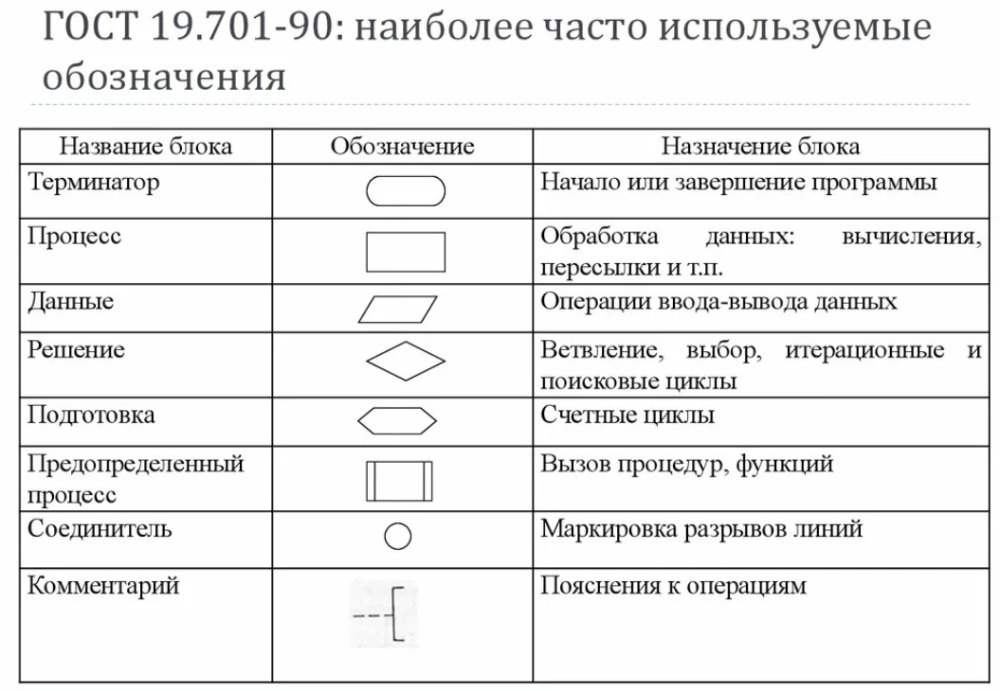 ГОСТ 19.701-90: наиболее часто используемые
обозначения
Название блока Обозначение Назначение блока
Терминатор Начало или завершение программы
Процесс Обработка данных: вычисления,
пересылки и т.п.
Данные Операции ввода-вывода данных
Решение Ветвление, выбор, итерационные и
поисковые циклы
Подготовка Счетные циклы
Предопределенный Вызов процедур, функций
процесс
Соединитель Маркировка разрывов линий
Комментарий Пояснения к операциям